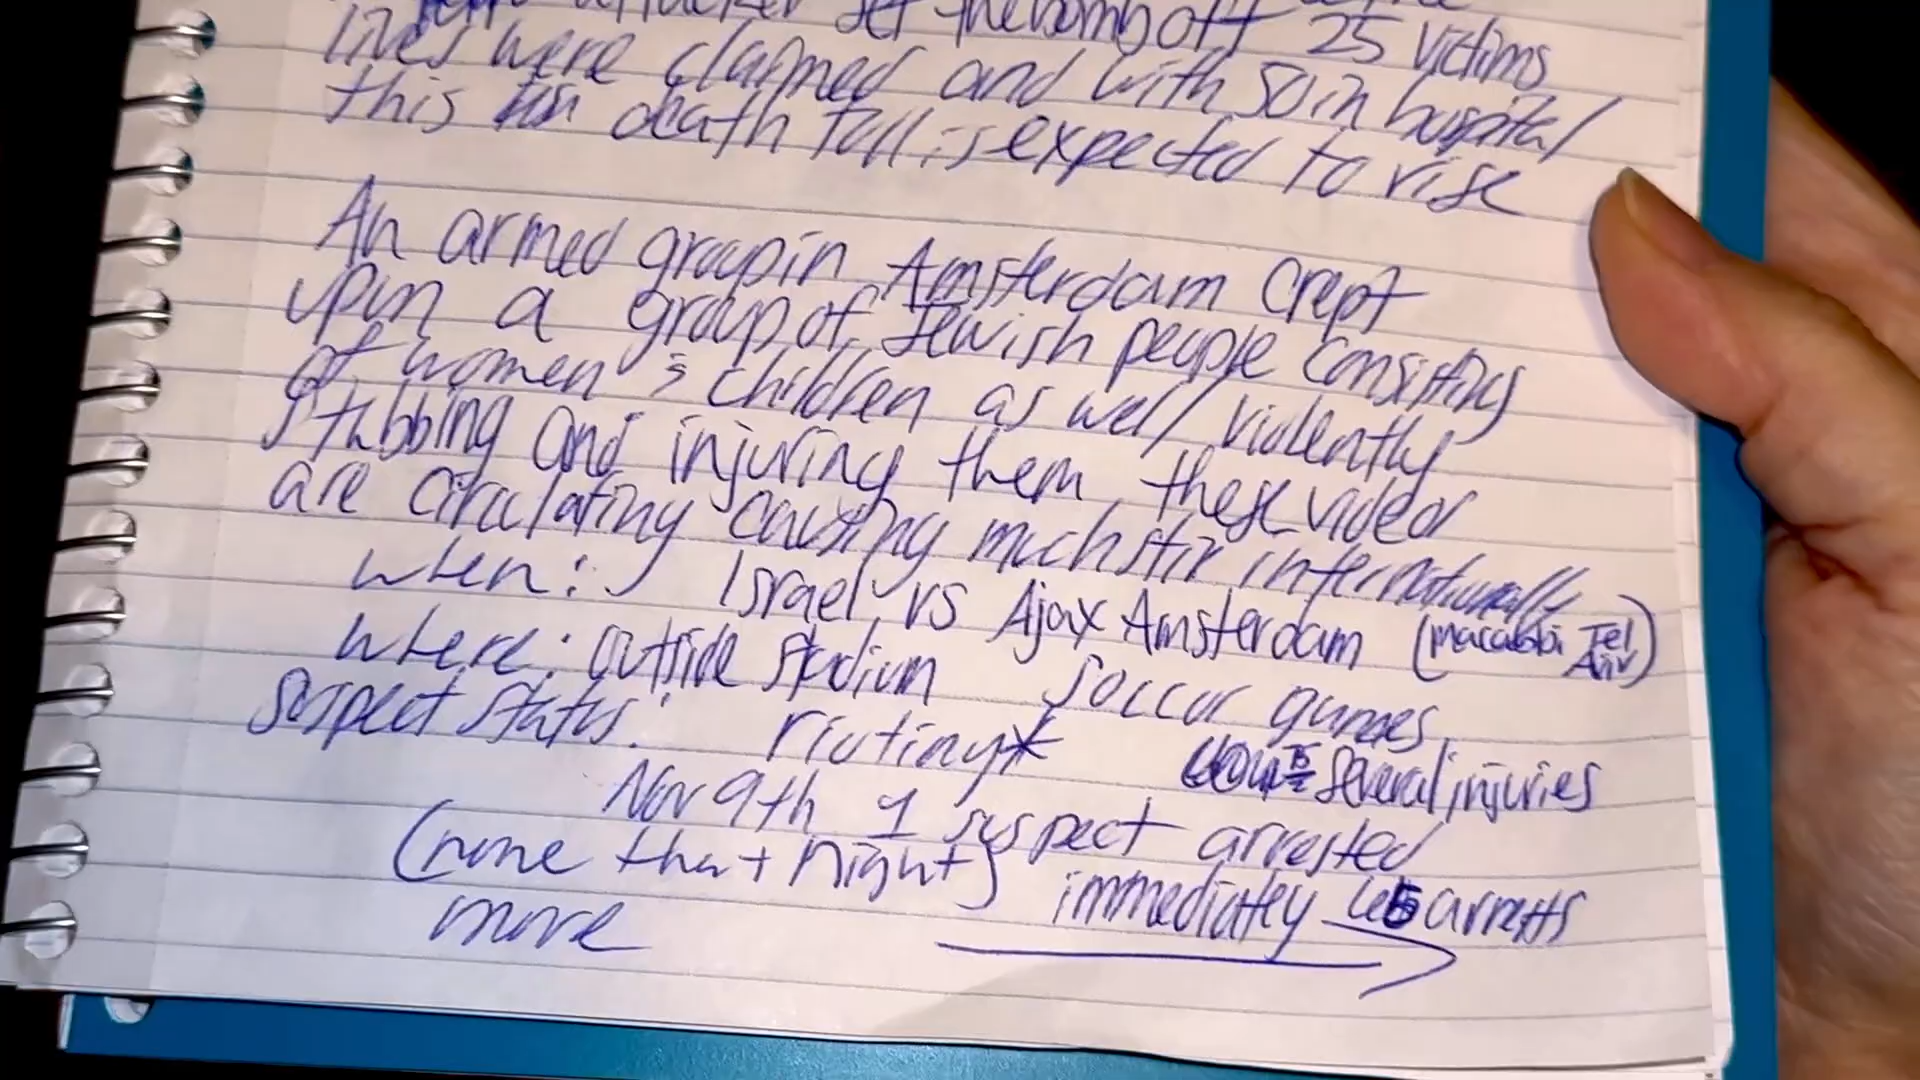 attacker set the bomb off 25 victims
lives were claimed and with 50 in hospital
this death toll is expected to rise
An armed group in Amsterdam crept
upon a group of Jewish people consisting
of women & children as well violently
stabbing and injuring them, these videos
are circulating causing much stir internationally
when: Israel vs Ajax Amsterdam (macabbi Tel Aviv)
where: outside stadium soccer games
suspect status: rioting* several injuries
Nov 9th 1 suspect arrested
(none that night) immediatley 5 arrests
more